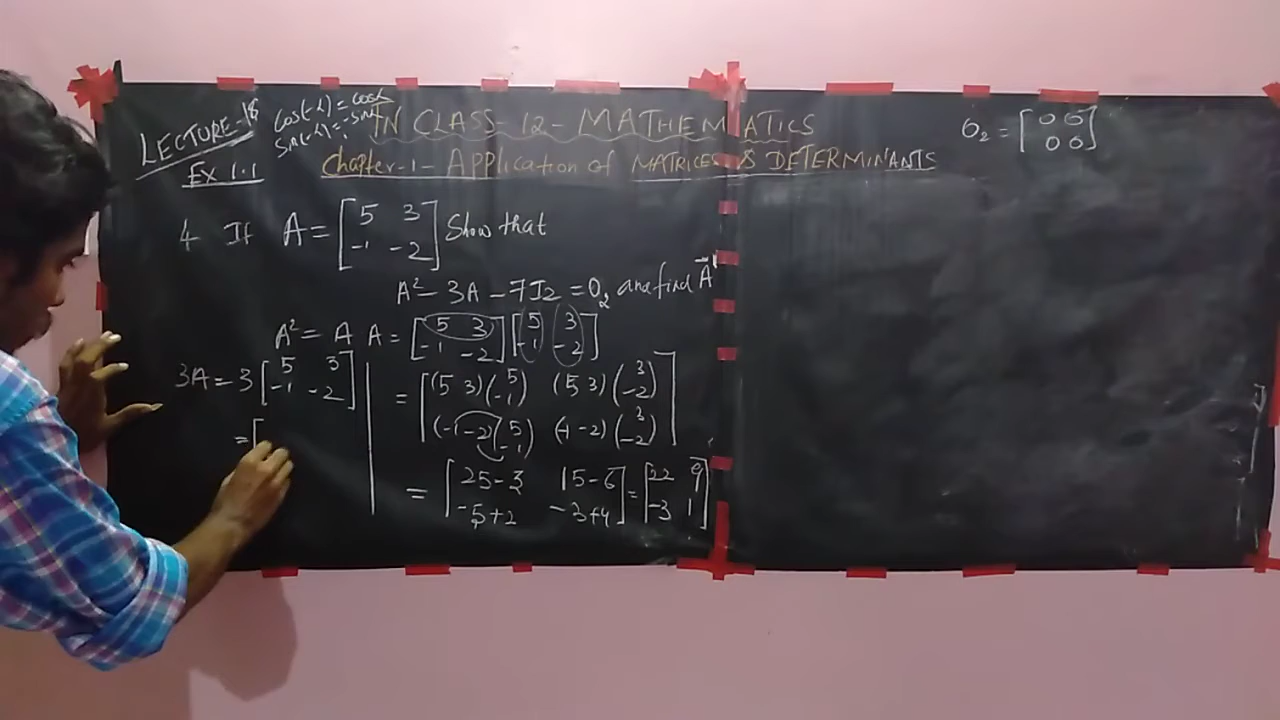 LECTURE-18
cos(-α) = cosα
sin(-α) = -sinα
IN CLASS-12-MATHEMATICS
Ex 1.1
Chapter-1-Application of MATRICES & DETERMINANTS
O₂ = [0 0
0 0]
4 If A = [5 3
-1 -2] Show that
A² - 3A - 7I₂ = O₂ and find A⁻¹
A² = A A = [5 3
-1 -2] [5 3
-1 -2]
3A = 3 [5 3
-1 -2]
= [
= [(5 3)(5
-1) (5 3)(3
-2)
(-1 -2)(5
-1) (-1 -2)(3
-2)]
= [25-3 15-6
-5+2 -3+4] = [22 9
-3 1]